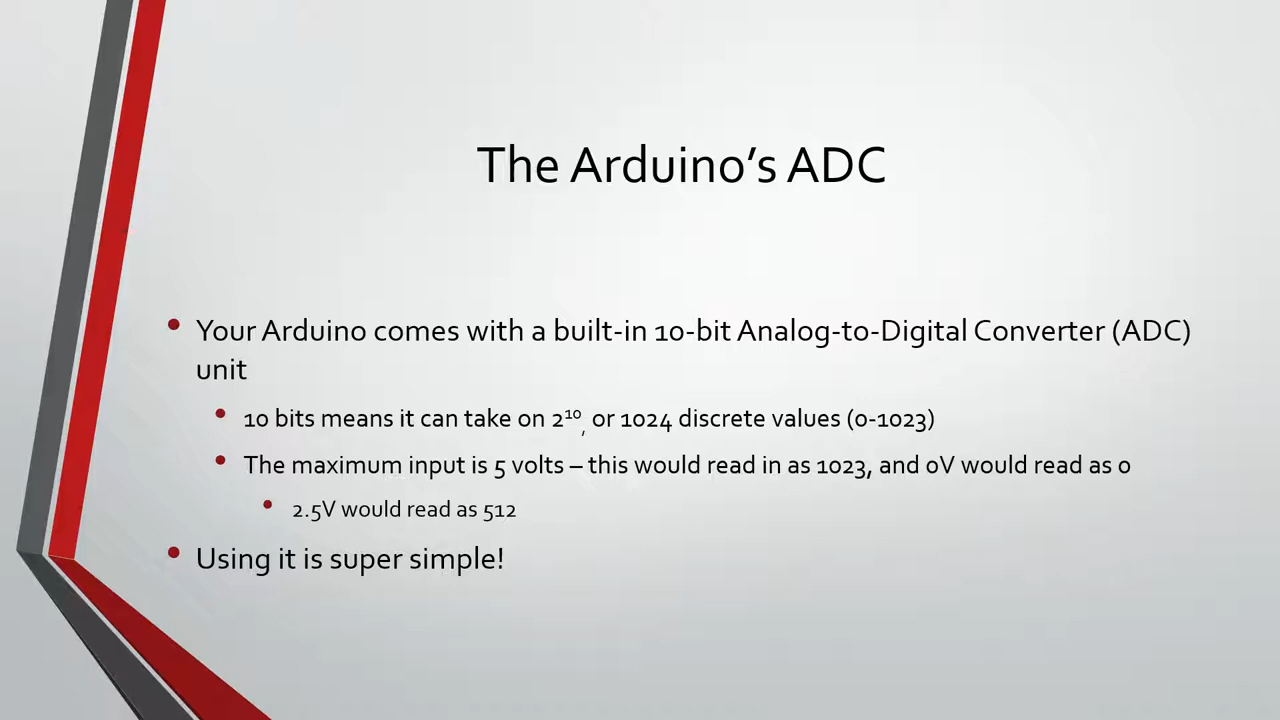 The Arduino’s ADC
• Your Arduino comes with a built-in 10-bit Analog-to-Digital Converter (ADC)
unit
• 10 bits means it can take on 2¹⁰, or 1024 discrete values (0-1023)
• The maximum input is 5 volts – this would read in as 1023, and 0V would read as 0
• 2.5V would read as 512
• Using it is super simple!